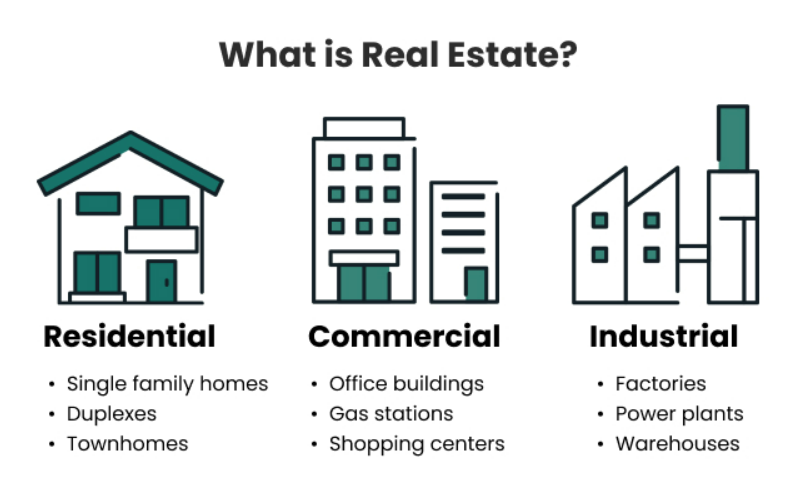 What is Real Estate?
Residential
• Single family homes
• Duplexes
• Townhomes
Commercial
• Office buildings
• Gas stations
• Shopping centers
Industrial
• Factories
• Power plants
• Warehouses